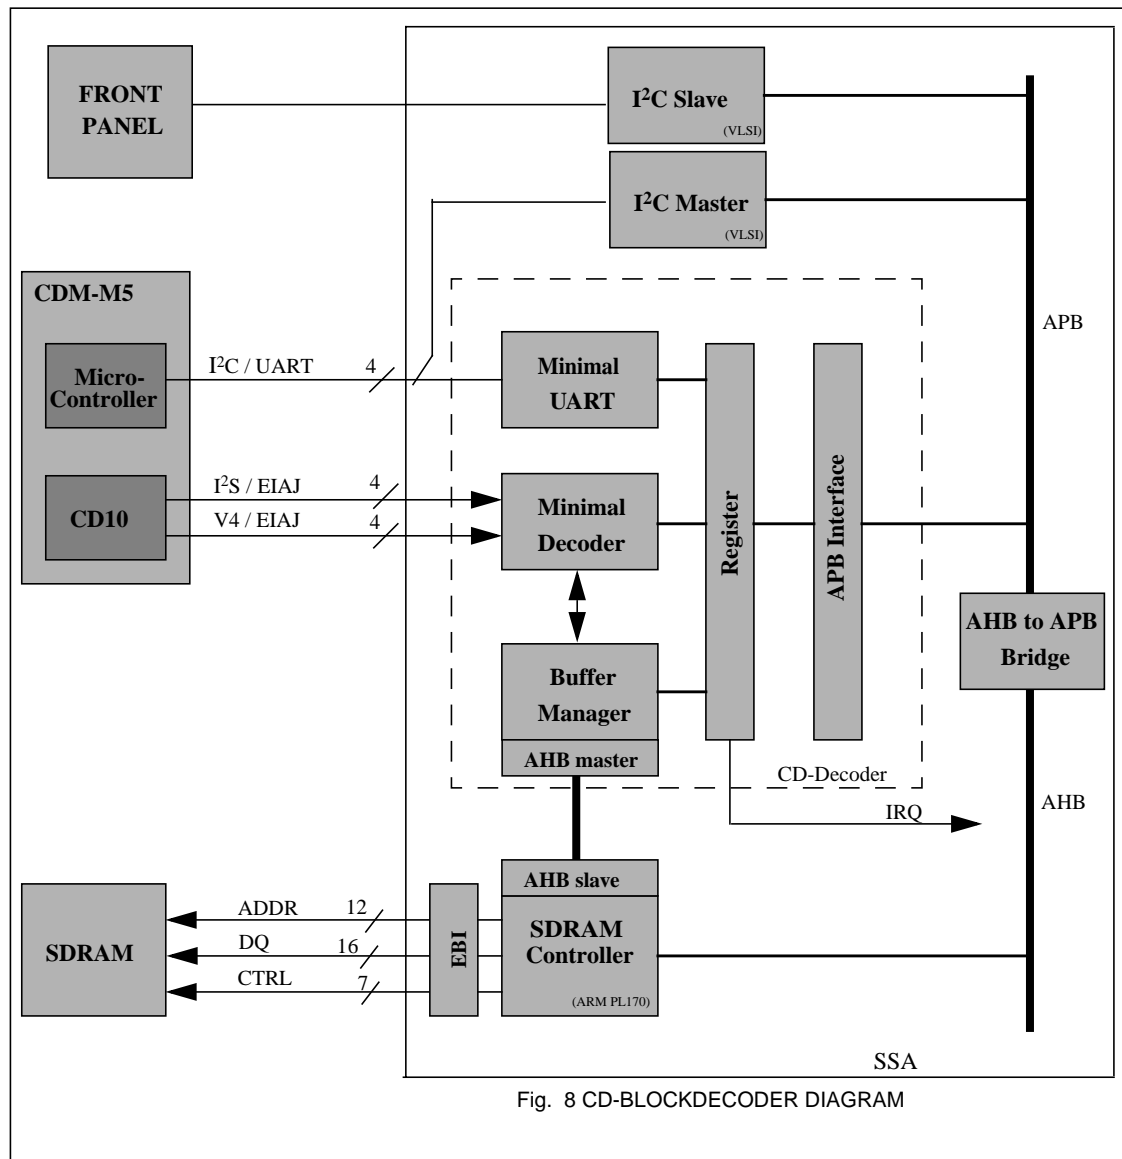 FRONT
PANEL
I²C Slave
(VLSI)
I²C Master
(VLSI)
CDM-M5
APB
Micro-
Controller
I²C / UART
4
Minimal
UART
CD10
I²S / EIAJ
4
V4 / EIAJ
4
Minimal
Decoder
Register
APB Interface
AHB to APB
Bridge
Buffer
Manager
AHB master
CD-Decoder
IRQ
AHB
AHB slave
SDRAM
ADDR
12
DQ
16
CTRL
7
EBI
SDRAM
Controller
(ARM PL170)
SSA
Fig. 8 CD-BLOCKDECODER DIAGRAM